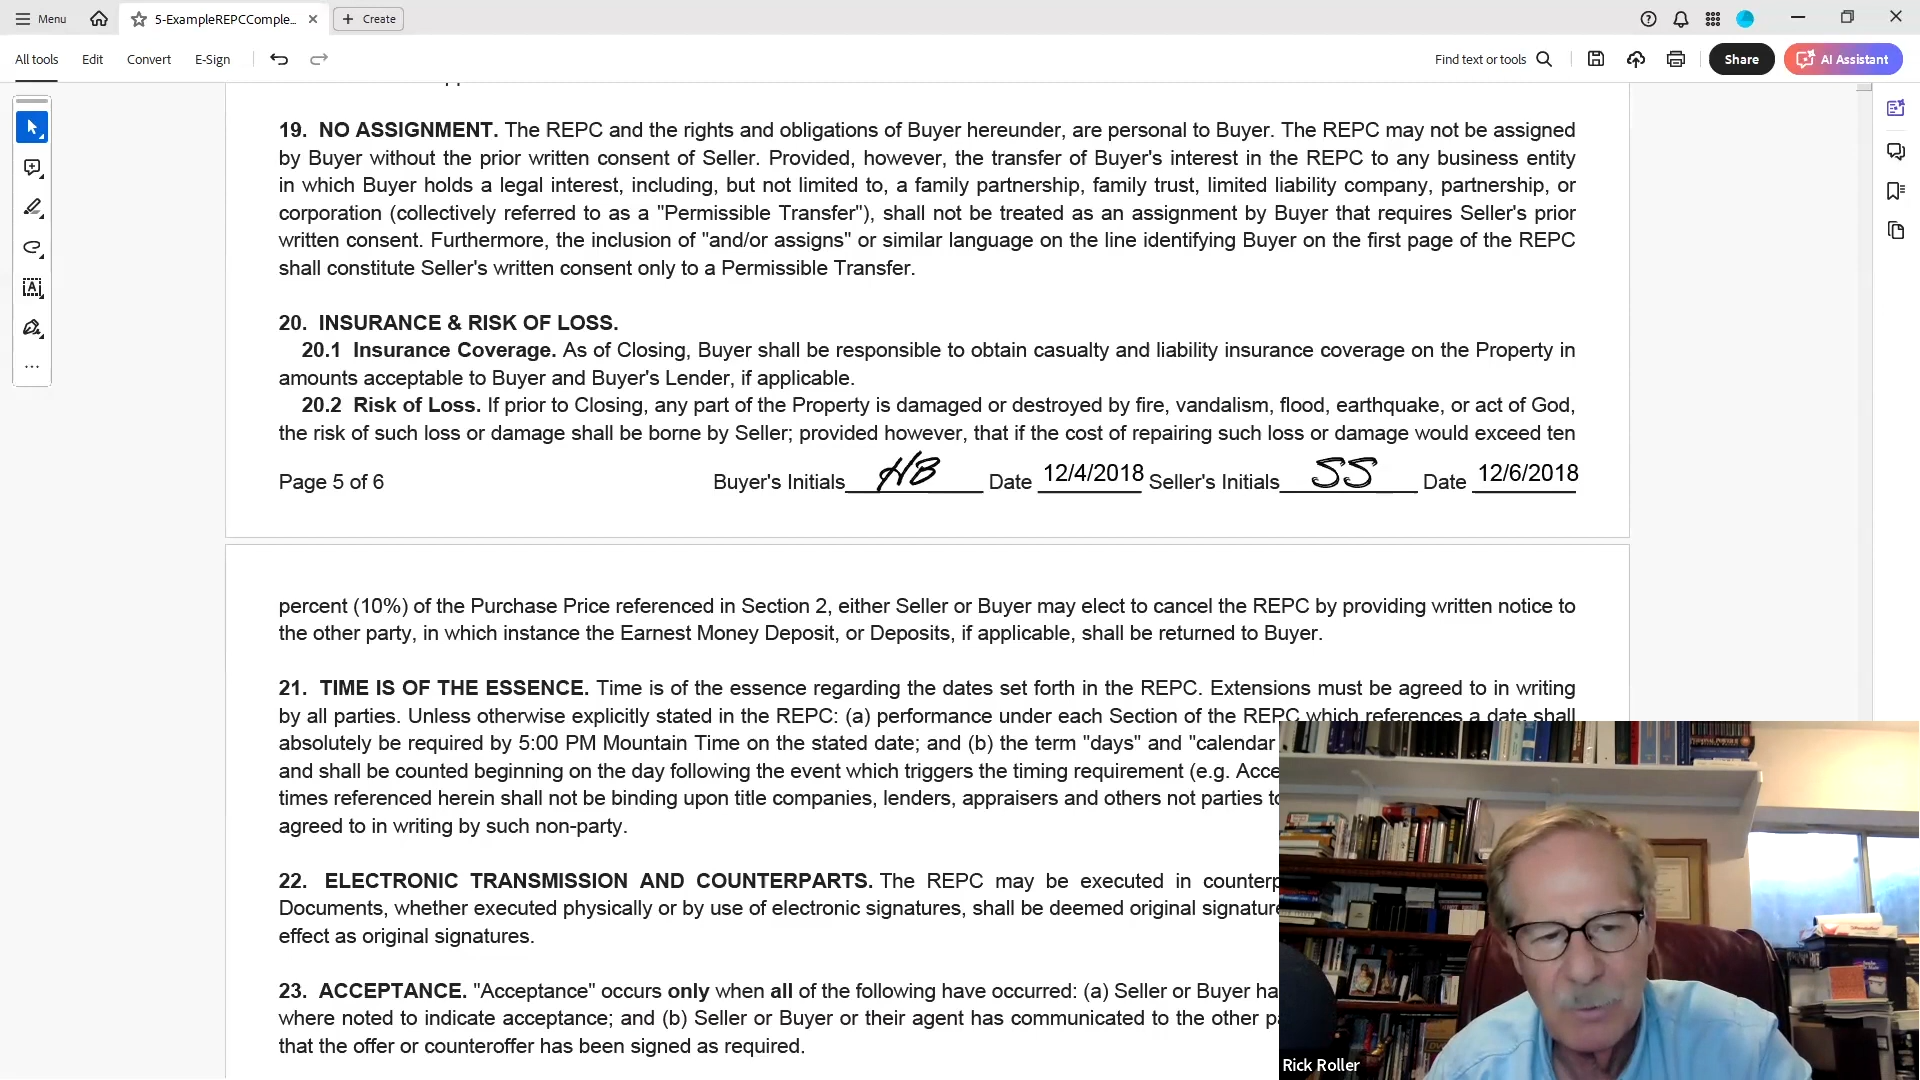 Menu
5-ExampleREPCComple...
Create
All tools
Edit
Convert
E-Sign
Find text or tools
Share
AI Assistant
19. NO ASSIGNMENT. The REPC and the rights and obligations of Buyer hereunder, are personal to Buyer. The REPC may not be assigned
by Buyer without the prior written consent of Seller. Provided, however, the transfer of Buyer's interest in the REPC to any business entity
in which Buyer holds a legal interest, including, but not limited to, a family partnership, family trust, limited liability company, partnership, or
corporation (collectively referred to as a "Permissible Transfer"), shall not be treated as an assignment by Buyer that requires Seller's prior
written consent. Furthermore, the inclusion of "and/or assigns" or similar language on the line identifying Buyer on the first page of the REPC
shall constitute Seller's written consent only to a Permissible Transfer.
20. INSURANCE & RISK OF LOSS.
20.1 Insurance Coverage. As of Closing, Buyer shall be responsible to obtain casualty and liability insurance coverage on the Property in
amounts acceptable to Buyer and Buyer's Lender, if applicable.
20.2 Risk of Loss. If prior to Closing, any part of the Property is damaged or destroyed by fire, vandalism, flood, earthquake, or act of God,
the risk of such loss or damage shall be borne by Seller; provided however, that if the cost of repairing such loss or damage would exceed ten
Page 5 of 6 Buyer's Initials HB Date 12/4/2018 Seller's Initials SS Date 12/6/2018
percent (10%) of the Purchase Price referenced in Section 2, either Seller or Buyer may elect to cancel the REPC by providing written notice to
the other party, in which instance the Earnest Money Deposit, or Deposits, if applicable, shall be returned to Buyer.
21. TIME IS OF THE ESSENCE. Time is of the essence regarding the dates set forth in the REPC. Extensions must be agreed to in writing
by all parties. Unless otherwise explicitly stated in the REPC: (a) performance under each Section of the REPC which references a date shall
absolutely be required by 5:00 PM Mountain Time on the stated date; and (b) the term "days" and "calendar
and shall be counted beginning on the day following the event which triggers the timing requirement (e.g. Acce
times referenced herein shall not be binding upon title companies, lenders, appraisers and others not parties to
agreed to in writing by such non-party.
22. ELECTRONIC TRANSMISSION AND COUNTERPARTS. The REPC may be executed in counterp
Documents, whether executed physically or by use of electronic signatures, shall be deemed original signature
effect as original signatures.
23. ACCEPTANCE. "Acceptance" occurs only when all of the following have occurred: (a) Seller or Buyer ha
where noted to indicate acceptance; and (b) Seller or Buyer or their agent has communicated to the other pa
that the offer or counteroffer has been signed as required.
Rick Roller